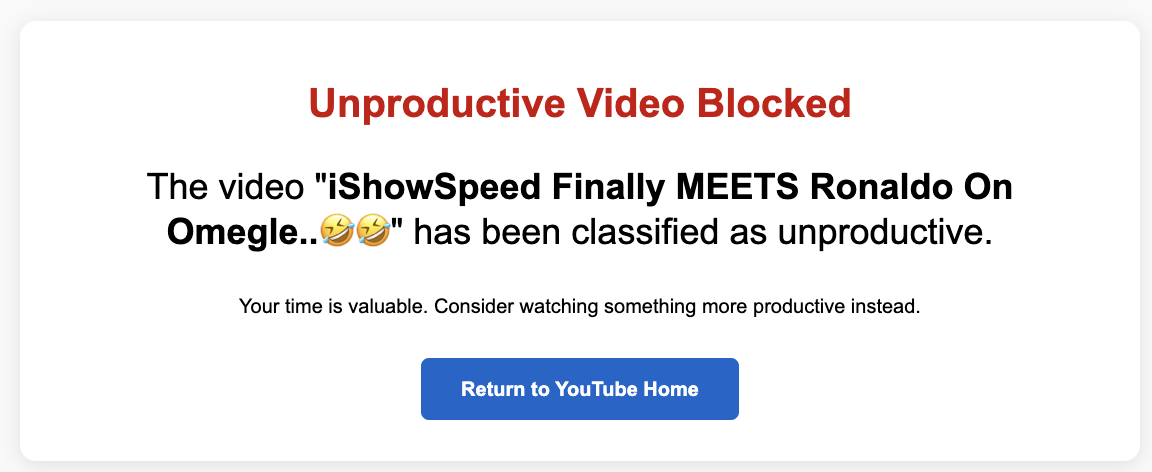 Unproductive Video Blocked
The video "iShowSpeed Finally MEETS Ronaldo On
Omegle..🤣🤣" has been classified as unproductive.
Your time is valuable. Consider watching something more productive instead.
Return to YouTube Home